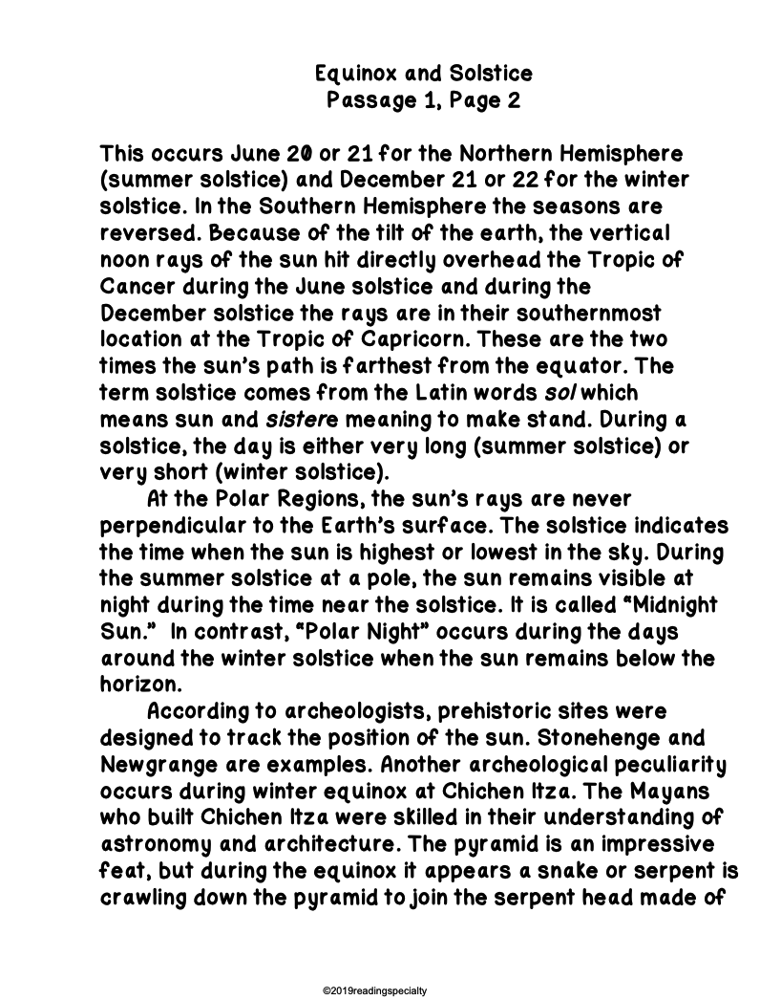 Equinox and Solstice
Passage 1, Page 2
This occurs June 20 or 21 for the Northern Hemisphere
(summer solstice) and December 21 or 22 for the winter
solstice. In the Southern Hemisphere the seasons are
reversed. Because of the tilt of the earth, the vertical
noon rays of the sun hit directly overhead the Tropic of
Cancer during the June solstice and during the
December solstice the rays are in their southernmost
location at the Tropic of Capricorn. These are the two
times the sun's path is farthest from the equator. The
term solstice comes from the Latin words sol which
means sun and sistere meaning to make stand. During a
solstice, the day is either very long (summer solstice) or
very short (winter solstice).
At the Polar Regions, the sun's rays are never
perpendicular to the Earth's surface. The solstice indicates
the time when the sun is highest or lowest in the sky. During
the summer solstice at a pole, the sun remains visible at
night during the time near the solstice. It is called “Midnight
Sun.” In contrast, “Polar Night” occurs during the days
around the winter solstice when the sun remains below the
horizon.
According to archeologists, prehistoric sites were
designed to track the position of the sun. Stonehenge and
Newgrange are examples. Another archeological peculiarity
occurs during winter equinox at Chichen Itza. The Mayans
who built Chichen Itza were skilled in their understanding of
astronomy and architecture. The pyramid is an impressive
feat, but during the equinox it appears a snake or serpent is
crawling down the pyramid to join the serpent head made of
©2019readingspecialty